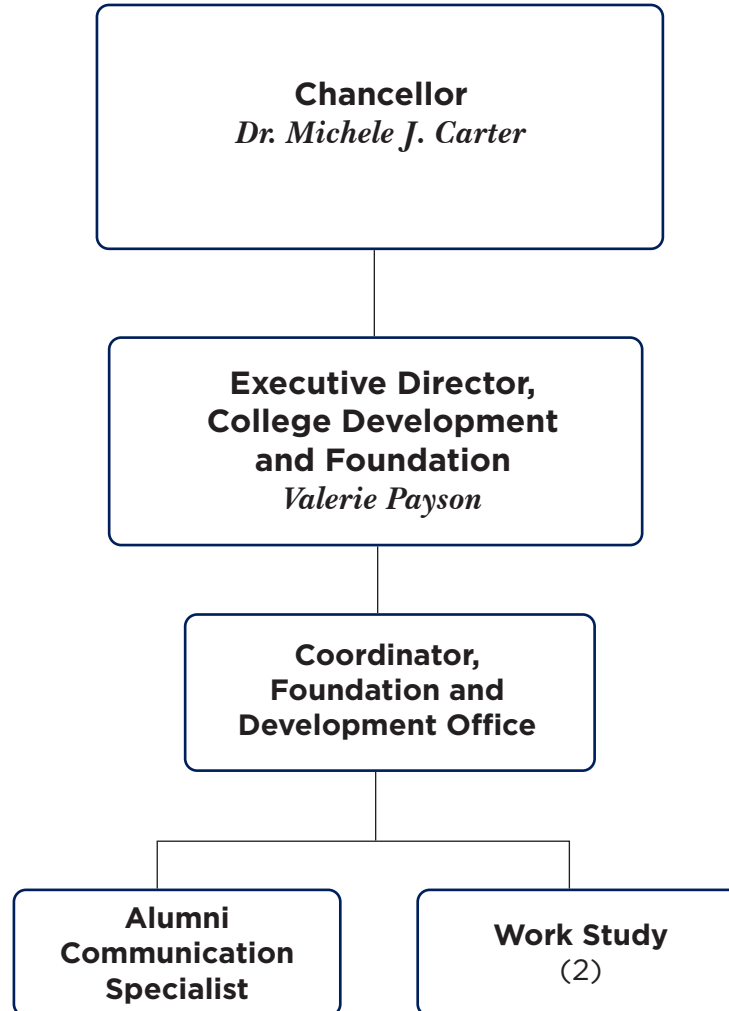 Chancellor
Dr. Michele J. Carter
Executive Director,
College Development
and Foundation
Valerie Payson
Coordinator,
Foundation and
Development Office
Alumni
Communication
Specialist
Work Study
(2)